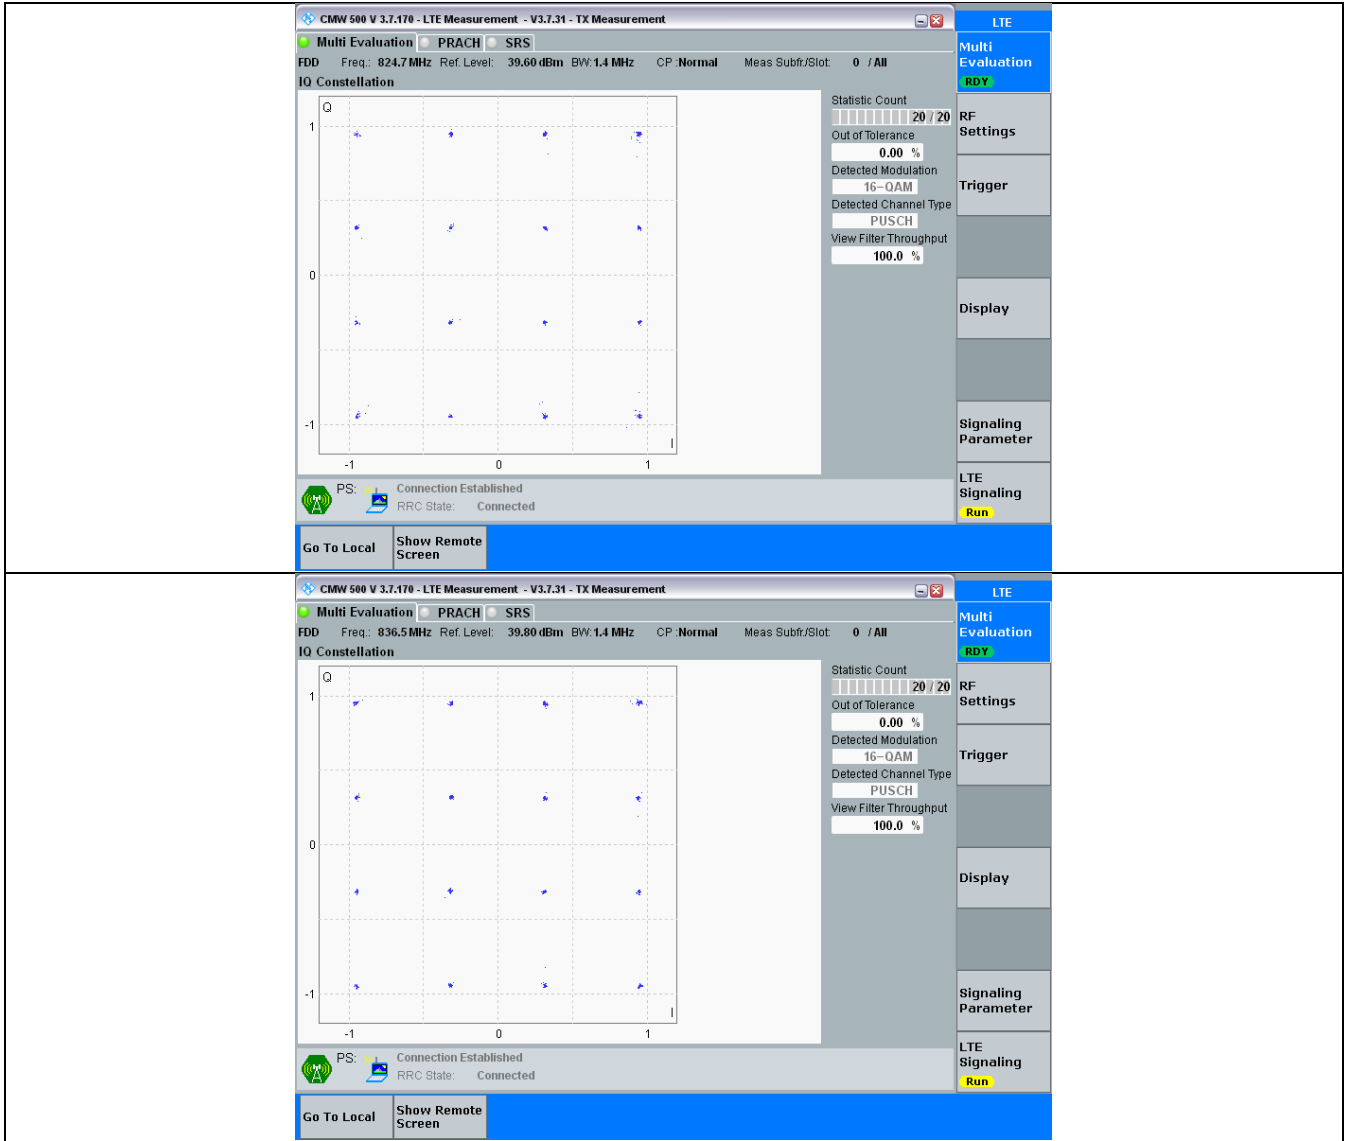 CMW 500 V 3.7.170 - LTE Measurement - V3.7.31 - TX Measurement
LTE
Multi Evaluation PRACH SRS
FDD Freq.: 824.7 MHz Ref. Level: 39.60 dBm BW: 1.4 MHz CP : Normal Meas Subfr./Slot: 0 / All
IQ Constellation
Multi
Evaluation
RDY
Q
1
0
-1
-1 0 1
I
Statistic Count
20 / 20
Out of Tolerance
0.00 %
Detected Modulation
16-QAM
Detected Channel Type
PUSCH
View Filter Throughput
100.0 %
RF
Settings
Trigger
Display
Signaling
Parameter
LTE
Signaling
Run
PS: Connection Established
RRC State: Connected
Go To Local
Show Remote
Screen
CMW 500 V 3.7.170 - LTE Measurement - V3.7.31 - TX Measurement
LTE
Multi Evaluation PRACH SRS
FDD Freq.: 836.5 MHz Ref. Level: 39.80 dBm BW: 1.4 MHz CP : Normal Meas Subfr./Slot: 0 / All
IQ Constellation
Multi
Evaluation
RDY
Q
1
0
-1
-1 0 1
I
Statistic Count
20 / 20
Out of Tolerance
0.00 %
Detected Modulation
16-QAM
Detected Channel Type
PUSCH
View Filter Throughput
100.0 %
RF
Settings
Trigger
Display
Signaling
Parameter
LTE
Signaling
Run
PS: Connection Established
RRC State: Connected
Go To Local
Show Remote
Screen